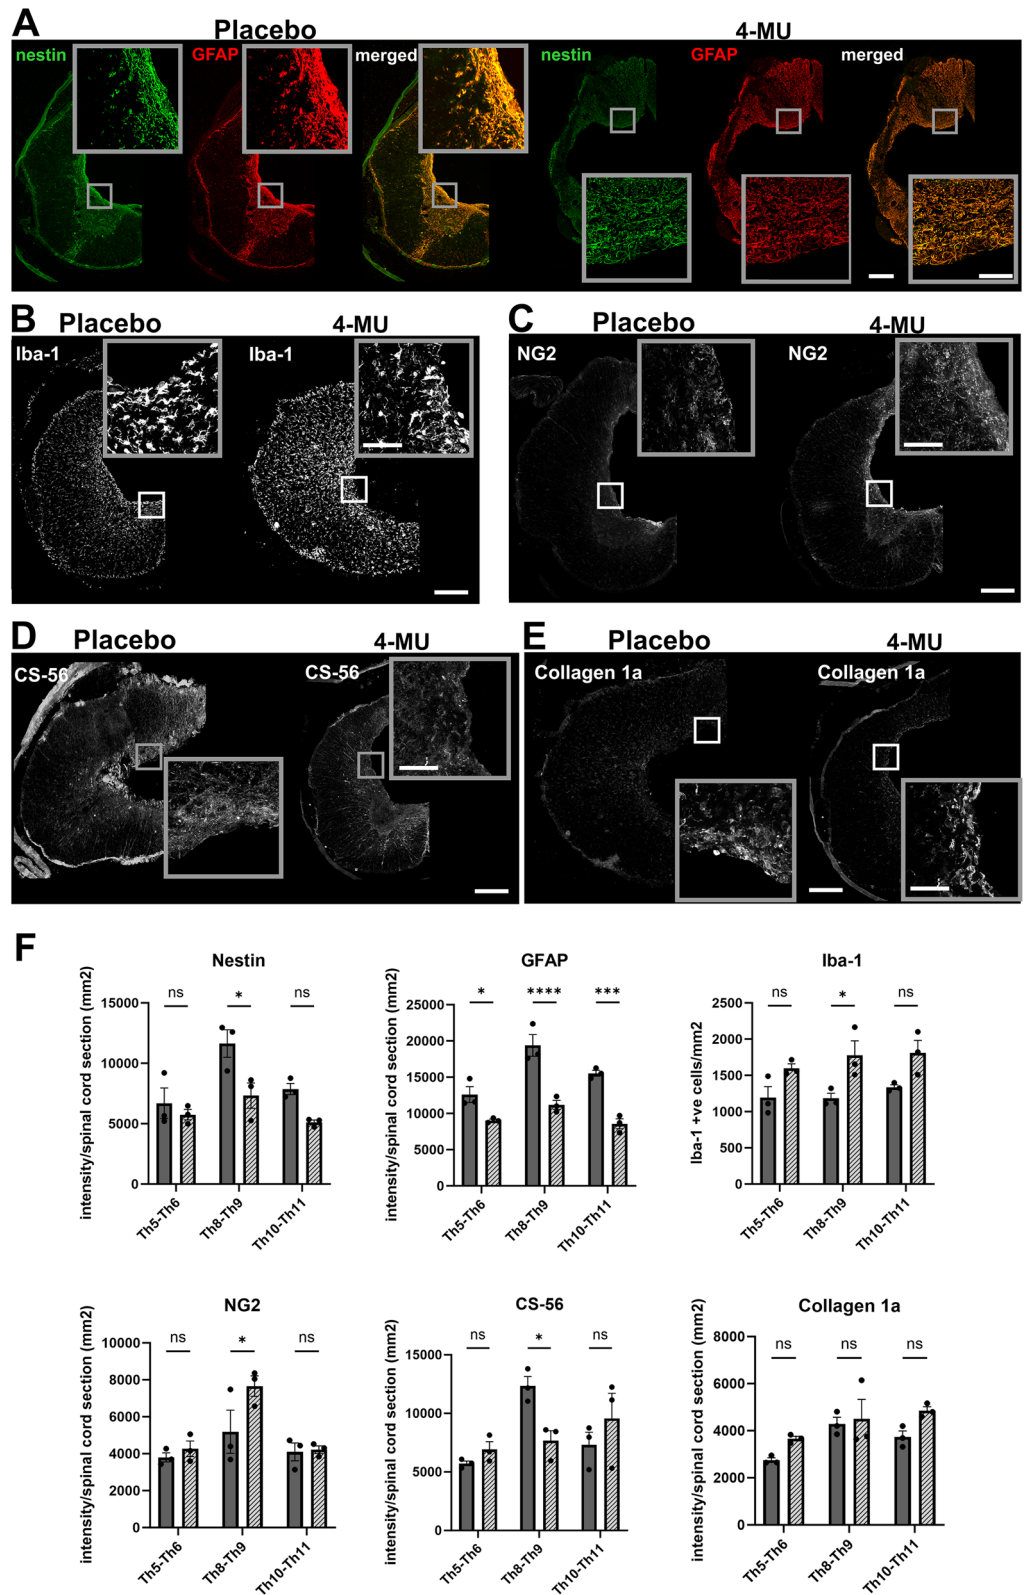 A
Placebo
4-MU
nestin
GFAP
merged
nestin
GFAP
merged
B
Placebo
4-MU
Iba-1
Iba-1
C
Placebo
4-MU
NG2
NG2
D
Placebo
4-MU
CS-56
CS-56
E
Placebo
4-MU
Collagen 1a
Collagen 1a
F
Nestin
intensity/spinal cord section (mm2)
15000
10000
5000
0
ns
*
ns
Th5-Th6
Th8-Th9
Th10-Th11
GFAP
intensity/spinal cord section (mm2)
25000
20000
15000
10000
5000
0
*
****
***
Th5-Th6
Th8-Th9
Th10-Th11
Iba-1
Iba-1 +ve cells/mm2
2500
2000
1500
1000
500
0
ns
*
ns
Th5-Th6
Th8-Th9
Th10-Th11
NG2
intensity/spinal cord section (mm2)
10000
8000
6000
4000
2000
0
ns
*
ns
Th5-Th6
Th8-Th9
Th10-Th11
CS-56
intensity/spinal cord section (mm2)
15000
10000
5000
0
ns
*
ns
Th5-Th6
Th8-Th9
Th10-Th11
Collagen 1a
intensity/spinal cord section (mm2)
8000
6000
4000
2000
0
ns
ns
ns
Th5-Th6
Th8-Th9
Th10-Th11